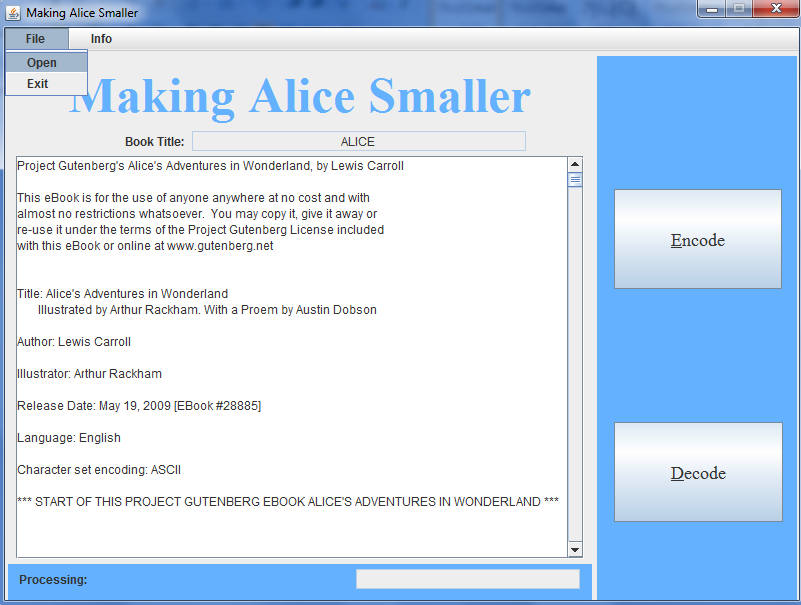 Making Alice Smaller
File Info
Open
Exit
Making Alice Smaller
Book Title: ALICE
Project Gutenberg's Alice's Adventures in Wonderland, by Lewis Carroll
This eBook is for the use of anyone anywhere at no cost and with
almost no restrictions whatsoever. You may copy it, give it away or
re-use it under the terms of the Project Gutenberg License included
with this eBook or online at www.gutenberg.net
Title: Alice's Adventures in Wonderland
Illustrated by Arthur Rackham. With a Proem by Austin Dobson
Author: Lewis Carroll
Illustrator: Arthur Rackham
Release Date: May 19, 2009 [EBook #28885]
Language: English
Character set encoding: ASCII
*** START OF THIS PROJECT GUTENBERG EBOOK ALICE'S ADVENTURES IN WONDERLAND ***
Encode
Decode
Processing: